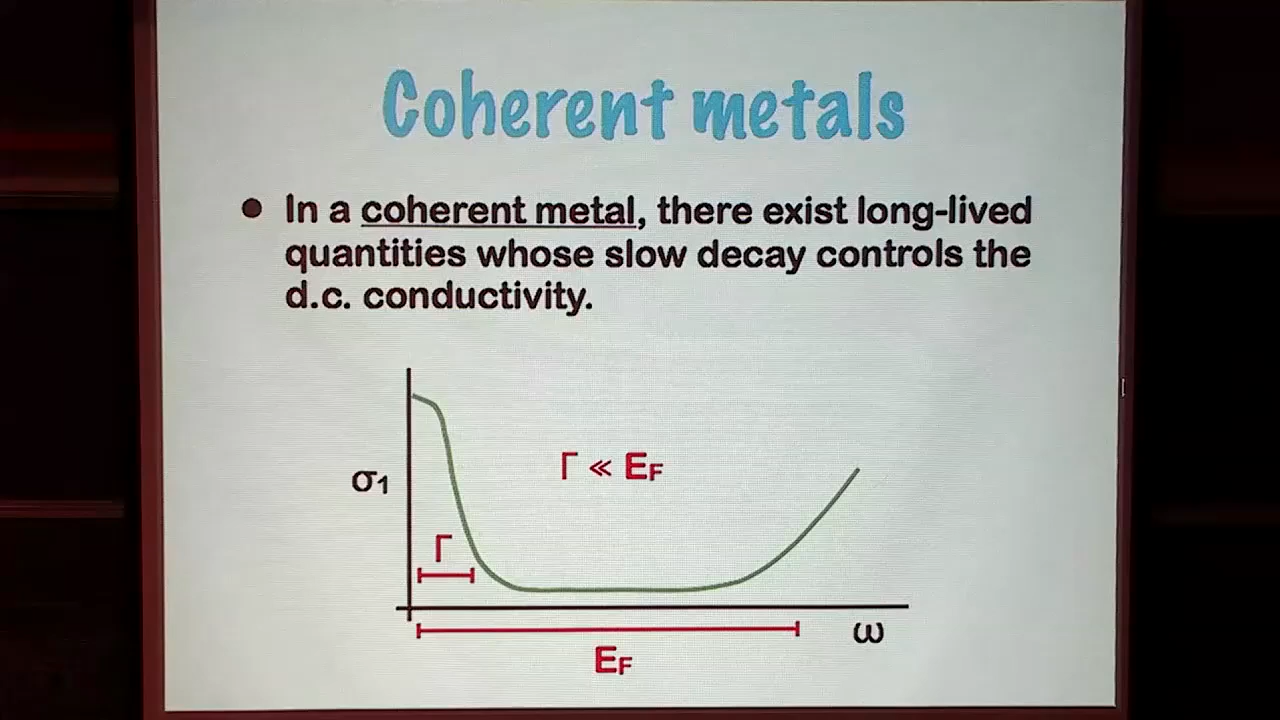 Coherent metals
• In a coherent metal, there exist long-lived
quantities whose slow decay controls the
d.c. conductivity.
Γ ≪ EF
σ1
Γ
ω
EF